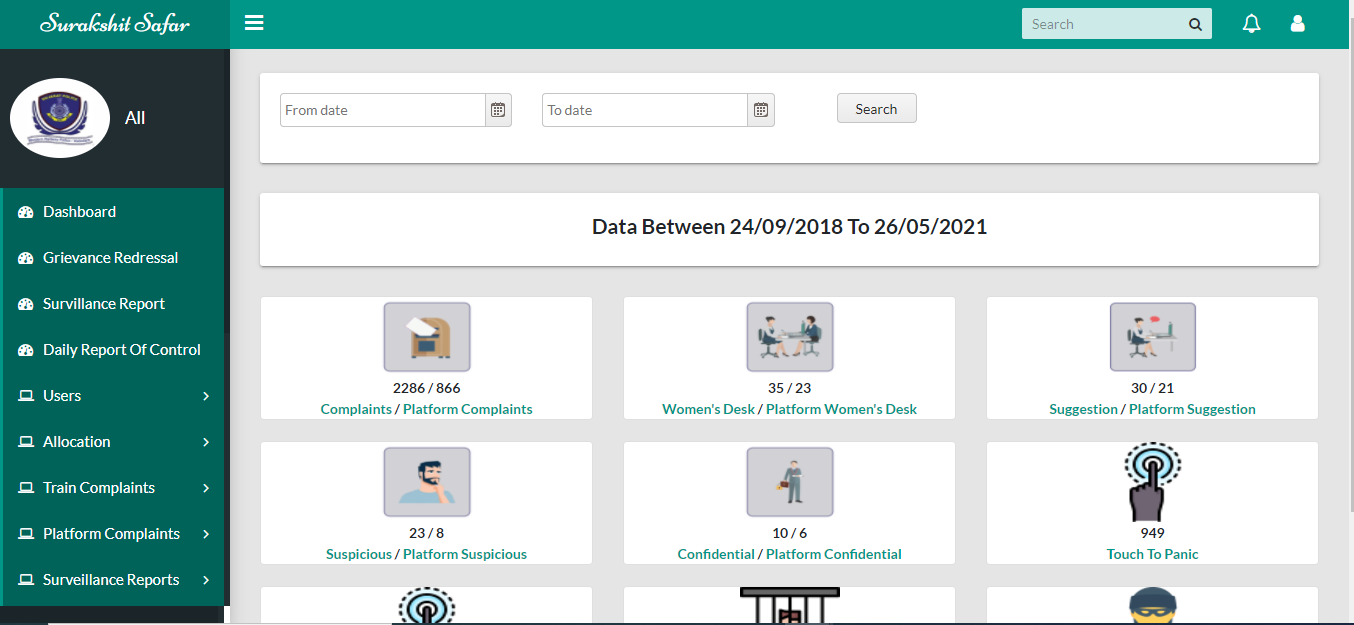 Surakshit Safar
Search
All
From date
To date
Search
Data Between 24/09/2018 To 26/05/2021
Dashboard
Grievance Redressal
Survillance Report
Daily Report Of Control
Users
Allocation
Train Complaints
Platform Complaints
Surveillance Reports
2286 / 866
Complaints / Platform Complaints
35 / 23
Women's Desk / Platform Women's Desk
30 / 21
Suggestion / Platform Suggestion
23 / 8
Suspicious / Platform Suspicious
10 / 6
Confidential / Platform Confidential
949
Touch To Panic